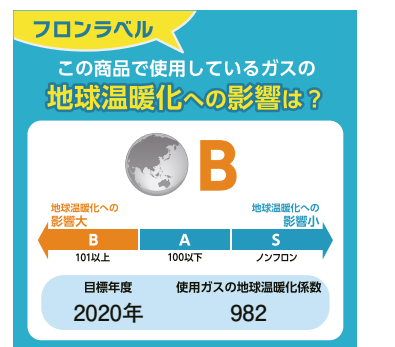 フロンラベル
この商品で使用しているガスの
地球温暖化への影響は？
B
地球温暖化への
影響大
地球温暖化への
影響小
B A S
101以上 100以下 ノンフロン
目標年度 使用ガスの地球温暖化係数
2020年 982